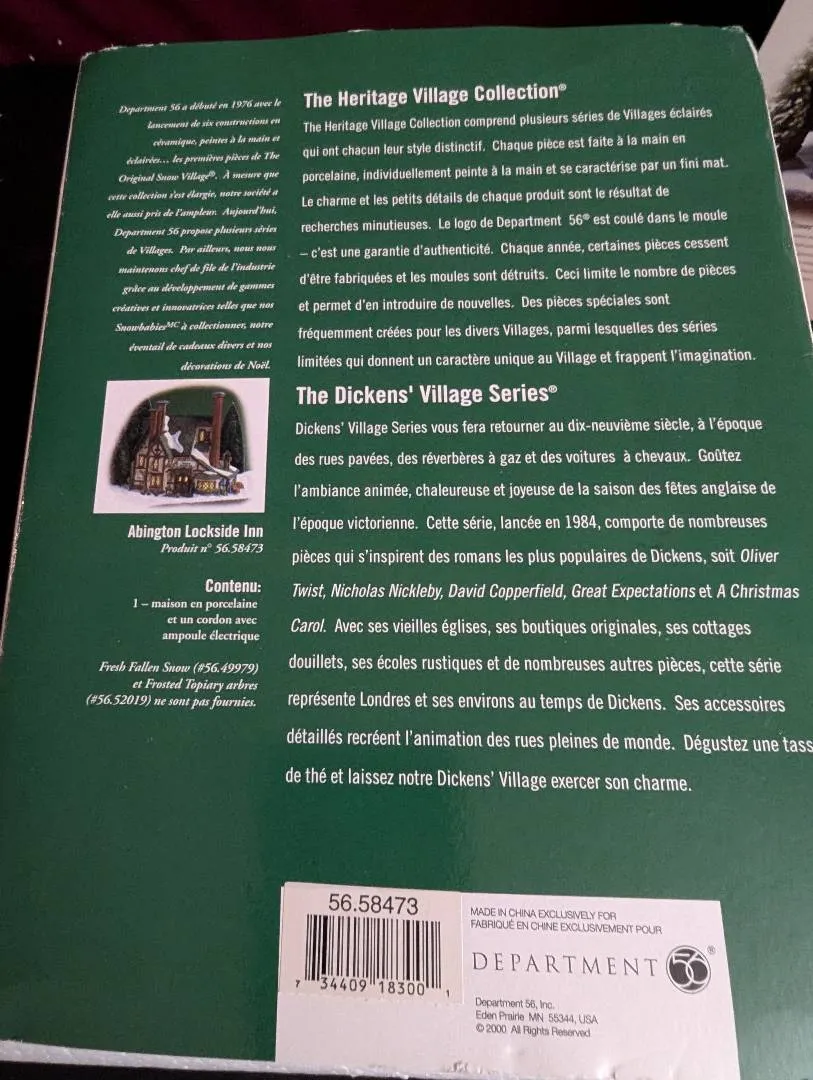 Department 56 a débuté en 1976 avec le
lancement de six constructions en
céramique, peintes à la main et
éclairées... les premières pièces de The
Original Snow Village®. À mesure que
cette collection s'est élargie, notre société a
elle aussi pris de l'ampleur. Aujourd'hui,
Department 56 propose plusieurs séries
de Villages. Par ailleurs, nous nous
maintenons chef de file de l'industrie
grâce au développement de gammes
créatives et innovatrices telles que nos
Snowbabies^MC à collectionner, notre
éventail de cadeaux divers et nos
décorations de Noël.
Abington Lockside Inn
Produit n° 56.58473
Contenu:
1 – maison en porcelaine
et un cordon avec
ampoule électrique
Fresh Fallen Snow (#56.49979)
et Frosted Topiary arbres
(#56.52019) ne sont pas fournies.
The Heritage Village Collection®
The Heritage Village Collection comprend plusieurs séries de Villages éclairés
qui ont chacun leur style distinctif. Chaque pièce est faite à la main en
porcelaine, individuellement peinte à la main et se caractérise par un fini mat.
Le charme et les petits détails de chaque produit sont le résultat de
recherches minutieuses. Le logo de Department 56® est coulé dans le moule
– c'est une garantie d'authenticité. Chaque année, certaines pièces cessent
d'être fabriquées et les moules sont détruits. Ceci limite le nombre de pièces
et permet d'en introduire de nouvelles. Des pièces spéciales sont
fréquemment créées pour les divers Villages, parmi lesquelles des séries
limitées qui donnent un caractère unique au Village et frappent l'imagination.
The Dickens' Village Series®
Dickens' Village Series vous fera retourner au dix-neuvième siècle, à l'époque
des rues pavées, des réverbères à gaz et des voitures à chevaux. Goûtez
l'ambiance animée, chaleureuse et joyeuse de la saison des fêtes anglaise de
l'époque victorienne. Cette série, lancée en 1984, comporte de nombreuses
pièces qui s'inspirent des romans les plus populaires de Dickens, soit Oliver
Twist, Nicholas Nickleby, David Copperfield, Great Expectations et A Christmas
Carol. Avec ses vieilles églises, ses boutiques originales, ses cottages
douillets, ses écoles rustiques et de nombreuses autres pièces, cette série
représente Londres et ses environs au temps de Dickens. Ses accessoires
détaillés recréent l'animation des rues pleines de monde. Dégustez une tass
de thé et laissez notre Dickens' Village exercer son charme.
56.58473
7 34409 18300 1
MADE IN CHINA EXCLUSIVELY FOR
FABRIQUÉ EN CHINE EXCLUSIVEMENT POUR
DEPARTMENT 56®
Department 56, Inc.
Eden Prairie MN 55344, USA
© 2000 All Rights Reserved